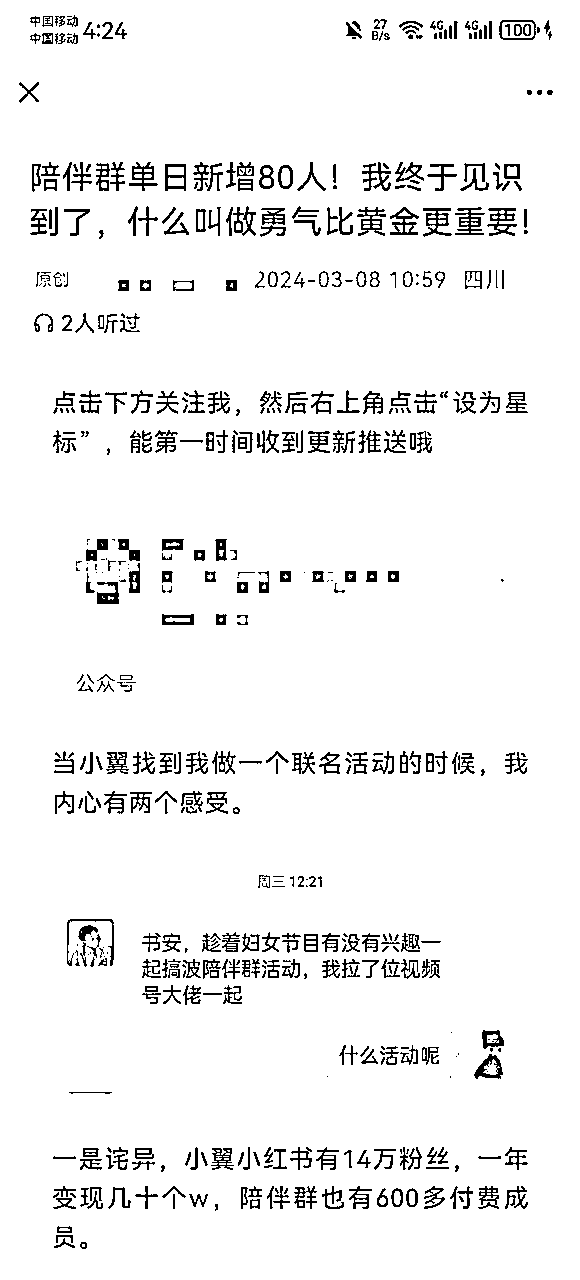 中国移动
中国移动 4:24 27 B/s 4G 4G 100
陪伴群单日新增80人！我终于见识
到了，什么叫做勇气比黄金更重要！
原创 2024-03-08 10:59 四川
2人听过
点击下方关注我，然后右上角点击“设为星
标”，能第一时间收到更新推送哦
公众号
当小翼找到我做一个联名活动的时候，我
内心有两个感受。
周三 12:21
书安，趁着妇女节目有没有兴趣一
起搞波陪伴群活动，我拉了位视频
号大佬一起
什么活动呢
一是诧异，小翼小红书有14万粉丝，一年
变现几十个w，陪伴群也有600多付费成
员。